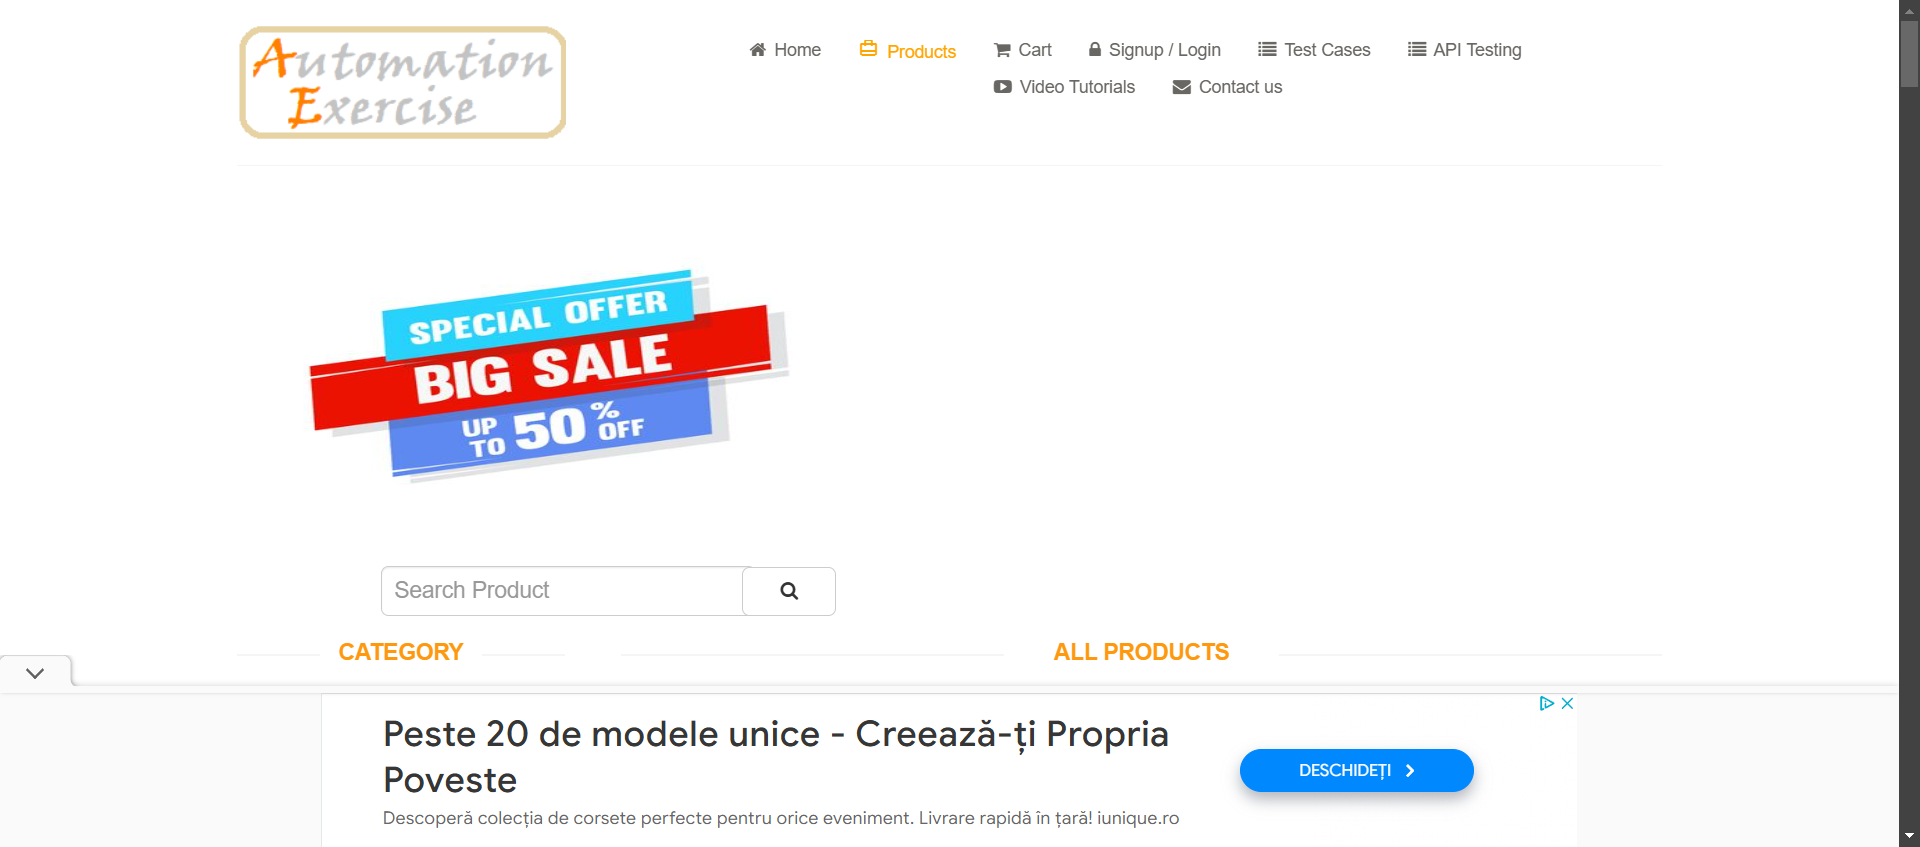 Automation
Exercise
Home
Products
Cart
Signup / Login
Test Cases
API Testing
Video Tutorials
Contact us
SPECIAL OFFER
BIG SALE
UP TO 50% OFF
Search Product
CATEGORY
ALL PRODUCTS
Peste 20 de modele unice - Creează-ți Propria
Poveste
DESCHIDEȚI
Descoperă colecția de corsete perfecte pentru orice eveniment. Livrare rapidă în țară! iunique.ro